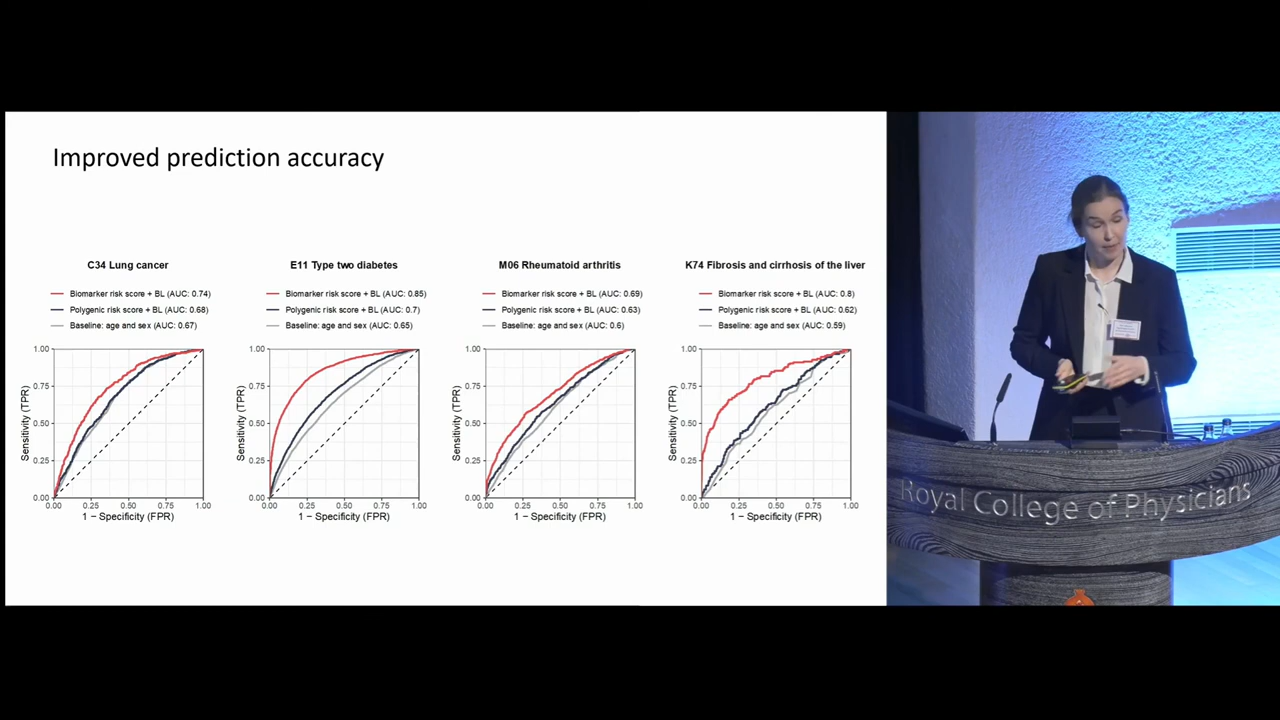 Improved prediction accuracy
C34 Lung cancer
Biomarker risk score + BL (AUC: 0.74)
Polygenic risk score + BL (AUC: 0.68)
Baseline: age and sex (AUC: 0.67)
1.00
0.75
0.50
0.25
0.00
Sensitivity (TPR)
0.00 0.25 0.50 0.75 1.00
1 − Specificity (FPR)
E11 Type two diabetes
Biomarker risk score + BL (AUC: 0.85)
Polygenic risk score + BL (AUC: 0.7)
Baseline: age and sex (AUC: 0.65)
1.00
0.75
0.50
0.25
0.00
Sensitivity (TPR)
0.00 0.25 0.50 0.75 1.00
1 − Specificity (FPR)
M06 Rheumatoid arthritis
Biomarker risk score + BL (AUC: 0.69)
Polygenic risk score + BL (AUC: 0.63)
Baseline: age and sex (AUC: 0.6)
1.00
0.75
0.50
0.25
0.00
Sensitivity (TPR)
0.00 0.25 0.50 0.75 1.00
1 − Specificity (FPR)
K74 Fibrosis and cirrhosis of the liver
Biomarker risk score + BL (AUC: 0.8)
Polygenic risk score + BL (AUC: 0.62)
Baseline: age and sex (AUC: 0.59)
1.00
0.75
0.50
0.25
0.00
Sensitivity (TPR)
0.00 0.25 0.50 0.75 1.00
1 − Specificity (FPR)
Royal College of Physicians